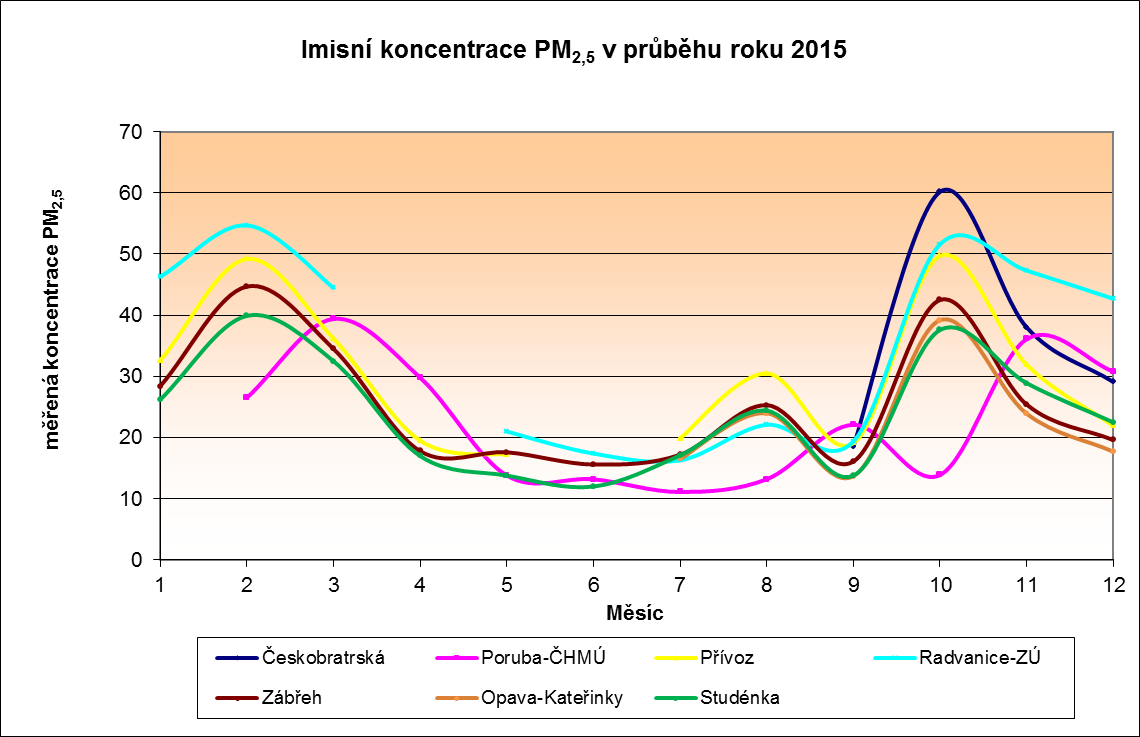 Imisní koncentrace PM2,5 v průběhu roku 2015
měřená koncentrace PM2,5
70
60
50
40
30
20
10
0
1 2 3 4 5 6 7 8 9 10 11 12
Měsíc
Českobratrská Poruba-ČHMÚ Přívoz Radvanice-ZÚ
Zábřeh Opava-Kateřinky Studénka